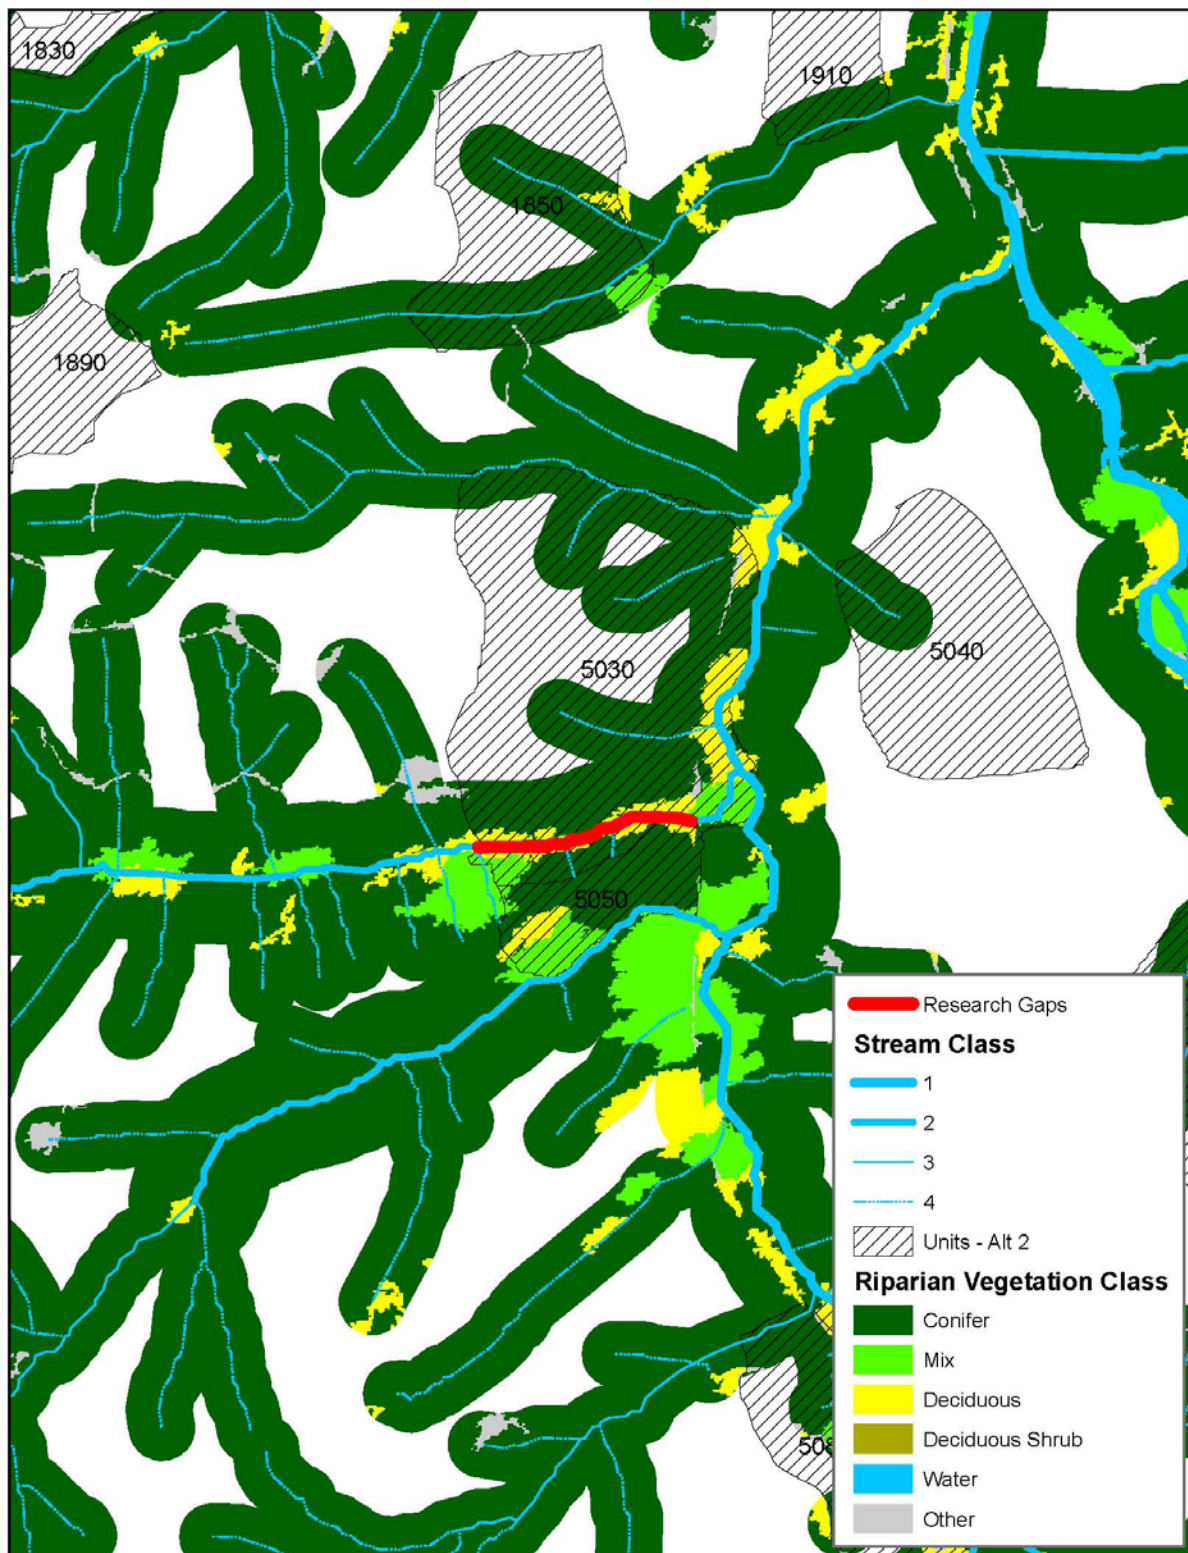 1830
1910
1850
1890
5030
5040
5050
Research Gaps
Stream Class
1
2
3
4
Units - Alt 2
Riparian Vegetation Class
Conifer
Mix
Deciduous
Deciduous Shrub
Water
Other